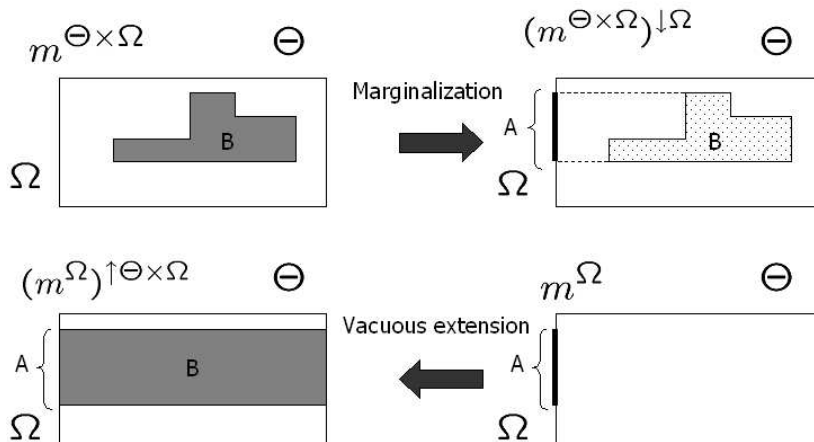 m^{Θ×Ω} Θ
(m^{Θ×Ω})^{↓Ω} Θ
Marginalization
A
B
B
Ω
Ω
(m^Ω)^{↑Θ×Ω} Θ
m^Ω Θ
Vacuous extension
A
B
A
Ω
Ω